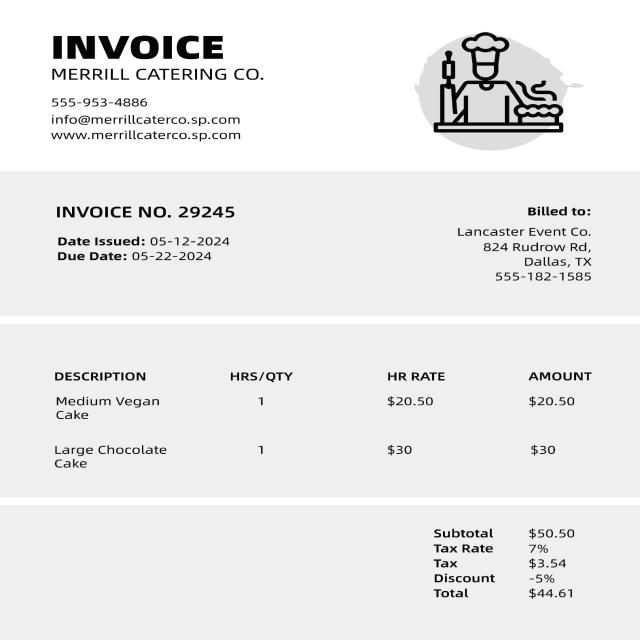 INVOICE
MERRILL CATERING CO.
555-953-4886
info@merrillcaterco.sp.com
www.merrillcaterco.sp.com
INVOICE NO. 29245
Date Issued: 05-12-2024
Due Date: 05-22-2024
Billed to:
Lancaster Event Co.
824 Rudrow Rd,
Dallas, TX
555-182-1585
DESCRIPTION HRS/QTY HR RATE AMOUNT
Medium Vegan 1 $20.50 $20.50
Cake
Large Chocolate 1 $30 $30
Cake
Subtotal $50.50
Tax Rate 7%
Tax $3.54
Discount -5%
Total $44.61